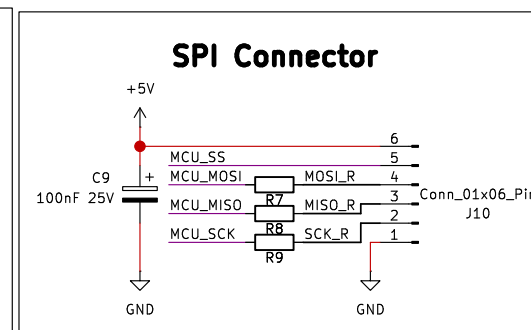 SPI Connector
+5V
6
MCU_SS
5
MCU_MOSI
MOSI_R
4
C9
+
100nF 25V
R7
Conn_01x06_Pin
MCU_MISO
MISO_R
3
J10
R8
2
MCU_SCK
SCK_R
1
R9
GND
GND